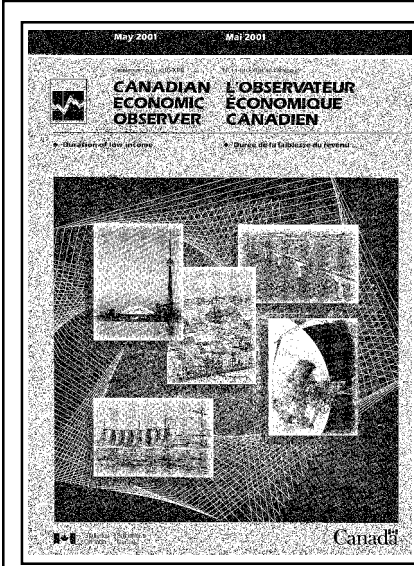 May 2001
Mai 2001
CANADIAN
ECONOMIC
OBSERVER
L'OBSERVATEUR
ÉCONOMIQUE
CANADIEN
◆ Duration of low income
◆ Durée de la faiblesse du revenu
Canada